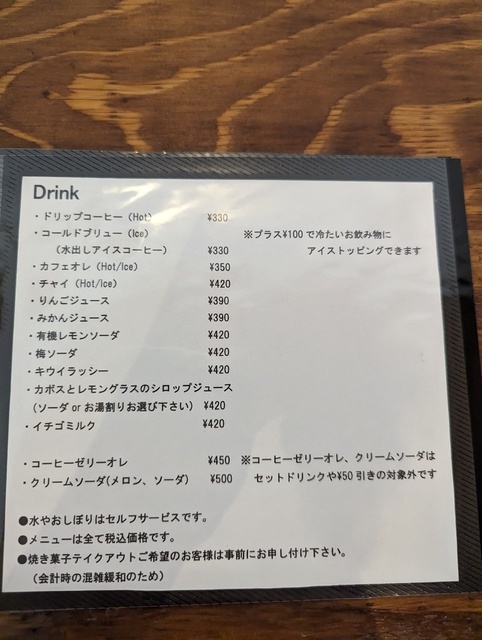 Drink
・ドリップコーヒー(Hot) ¥330
・コールドブリュー(Ice) ※プラス¥100で冷たいお飲み物に
(水出しアイスコーヒー) ¥330 アイストッピングできます
・カフェオレ(Hot/Ice) ¥350
・チャイ(Hot/Ice) ¥420
・りんごジュース ¥390
・みかんジュース ¥390
・有機レモンソーダ ¥420
・梅ソーダ ¥420
・キウイラッシー ¥420
・カボスとレモングラスのシロップジュース
(ソーダ or お湯割りお選び下さい) ¥420
・イチゴミルク ¥420
・コーヒーゼリーオレ ¥450 ※コーヒーゼリーオレ、クリームソーダは
・クリームソーダ(メロン、ソーダ) ¥500 セットドリンクや¥50引きの対象外です
●水やおしぼりはセルフサービスです。
●メニューは全て税込価格です。
●焼き菓子テイクアウトご希望のお客様は事前にお申し付け下さい。
(会計時の混雑緩和のため)